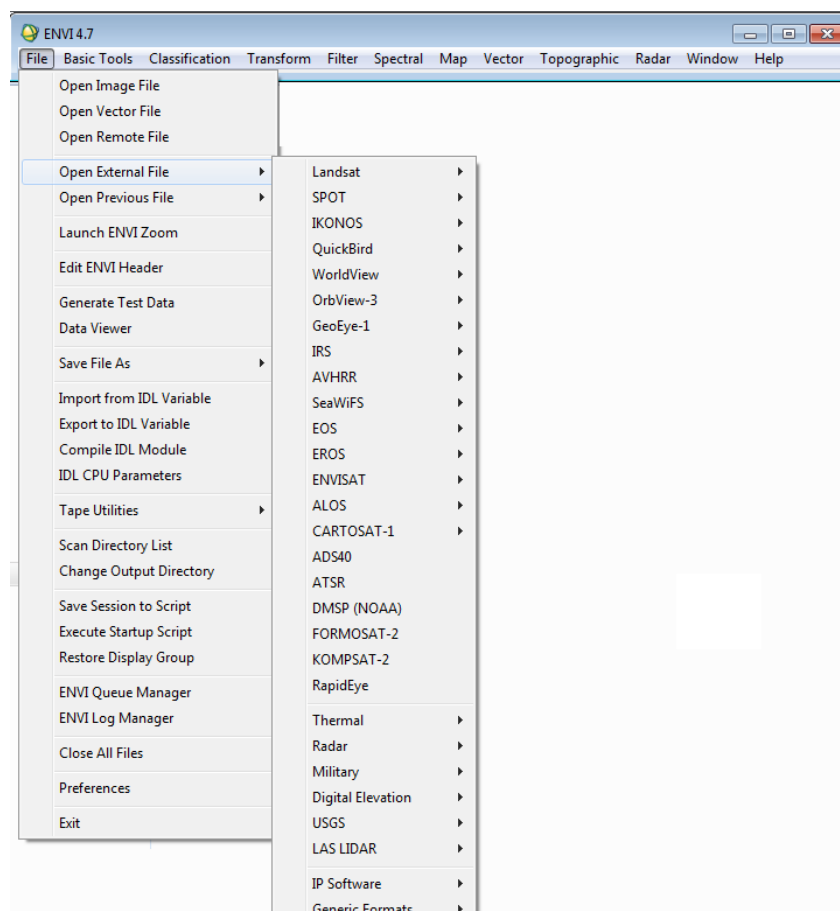 ENVI 4.7
File Basic Tools Classification Transform Filter Spectral Map Vector Topographic Radar Window Help
Open Image File
Open Vector File
Open Remote File
Open External File
Open Previous File
Launch ENVI Zoom
Edit ENVI Header
Generate Test Data
Data Viewer
Save File As
Import from IDL Variable
Export to IDL Variable
Compile IDL Module
IDL CPU Parameters
Tape Utilities
Scan Directory List
Change Output Directory
Save Session to Script
Execute Startup Script
Restore Display Group
ENVI Queue Manager
ENVI Log Manager
Close All Files
Preferences
Exit
Landsat
SPOT
IKONOS
QuickBird
WorldView
OrbView-3
GeoEye-1
IRS
AVHRR
SeaWiFS
EOS
EROS
ENVISAT
ALOS
CARTOSAT-1
ADS40
ATSR
DMSP (NOAA)
FORMOSAT-2
KOMPSAT-2
RapidEye
Thermal
Radar
Military
Digital Elevation
USGS
LAS LIDAR
IP Software
Generic Formats